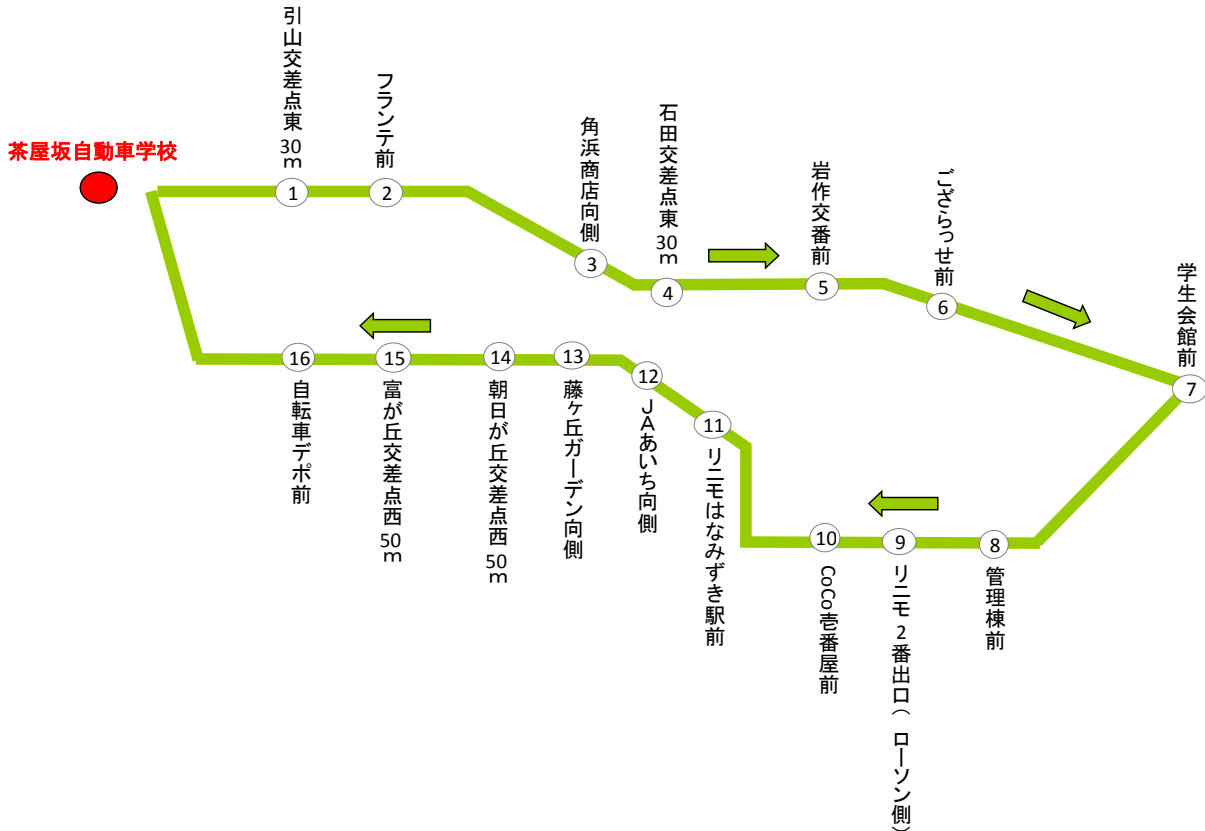 茶屋坂自動車学校
引山交差点東30m
1
フランテ前
2
角浜商店向側
3
石田交差点東30m
4
岩作交番前
5
ござらっせ前
6
学生会館前
7
管理棟前
8
リニモ2番出口(ローソン側)
9
CoCo壱番屋前
10
リニモはなみずき駅前
11
JAあいち向側
12
藤ヶ丘ガーデン向側
13
朝日が丘交差点西50m
14
富が丘交差点西50m
15
自転車デポ前
16